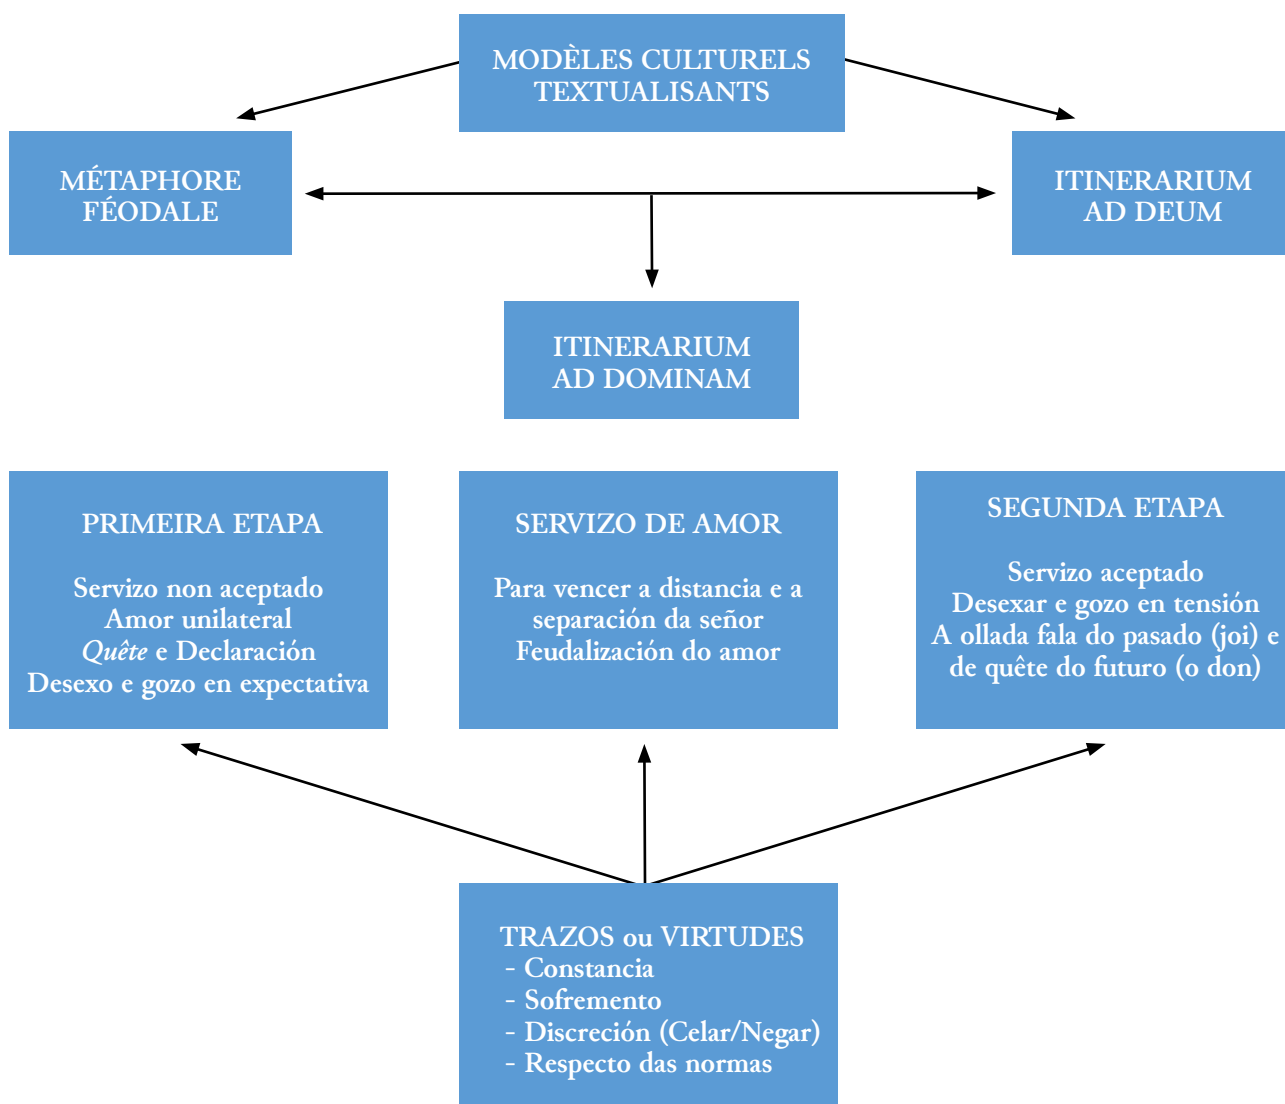 MODÈLES CULTURELS
TEXTUALISANTS
MÉTAPHORE
FÉODALE
ITINERARIUM
AD DEUM
ITINERARIUM
AD DOMINAM
PRIMEIRA ETAPA
Servizo non aceptado
Amor unilateral
Quête e Declaración
Desexo e gozo en expectativa
SERVIZO DE AMOR
Para vencer a distancia e a
separación da señor
Feudalización do amor
SEGUNDA ETAPA
Servizo aceptado
Desexar e gozo en tensión
A ollada fala do pasado (joi) e
de quête do futuro (o don)
TRAZOS ou VIRTUDES
- Constancia
- Sofremento
- Discreción (Celar/Negar)
- Respecto das normas